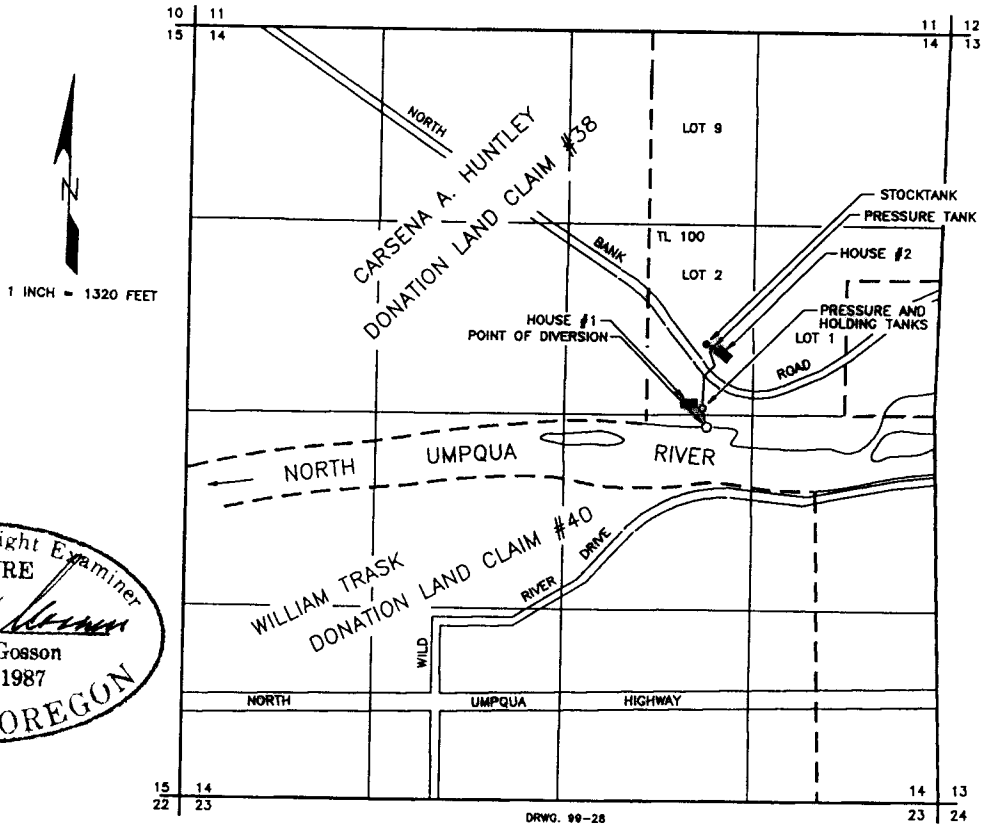 10 11
11 12
15 14
14 13
NORTH
CARSENA A. HUNTLEY
DONATION LAND CLAIM #38
LOT 9
N
1 INCH = 1320 FEET
STOCKTANK
PRESSURE TANK
HOUSE #2
BANK
TL 100
LOT 2
PRESSURE AND
HOLDING TANKS
LOT 1
HOUSE #1
POINT OF DIVERSION
ROAD
NORTH UMPQUA RIVER
WILLIAM TRASK
DONATION LAND CLAIM #40
WILD RIVER DRIVE
NORTH UMPQUA HIGHWAY
ight Examiner
RE
Gosson
1987
OREGON
15 14
14 13
22 23
23 24
DRWG. 99-28